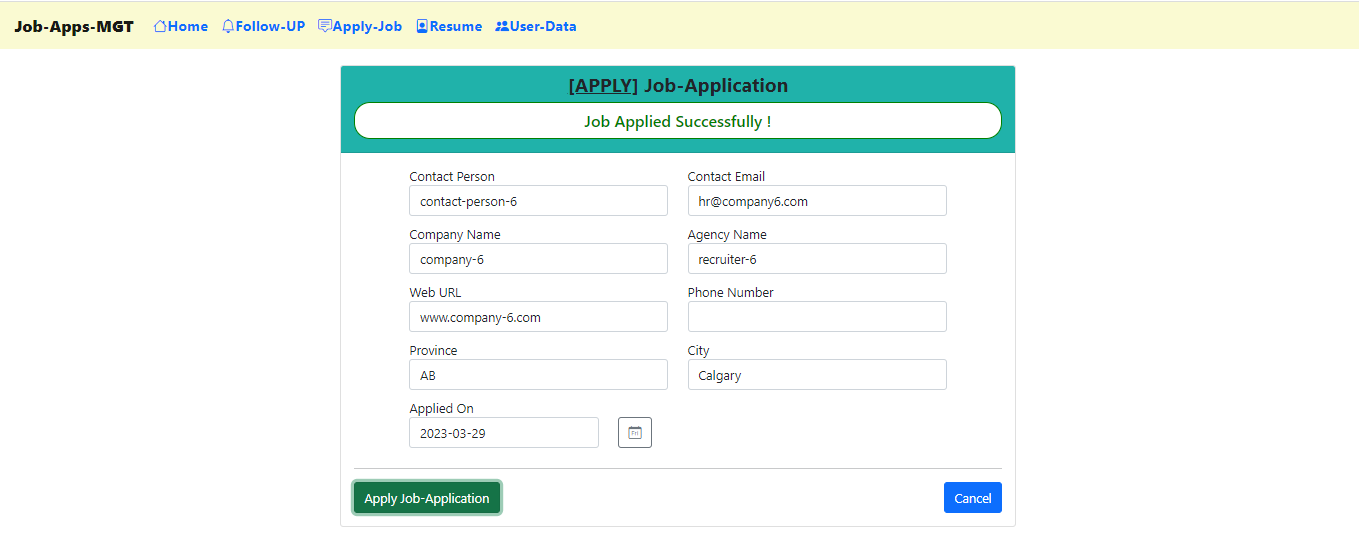 Job-Apps-MGT Home Follow-UP Apply-Job Resume User-Data
[APPLY] Job-Application
Job Applied Successfully !
Contact Person Contact Email
contact-person-6 hr@company6.com
Company Name Agency Name
company-6 recruiter-6
Web URL Phone Number
www.company-6.com
Province City
AB Calgary
Applied On
2023-03-29 Fri
Apply Job-Application Cancel